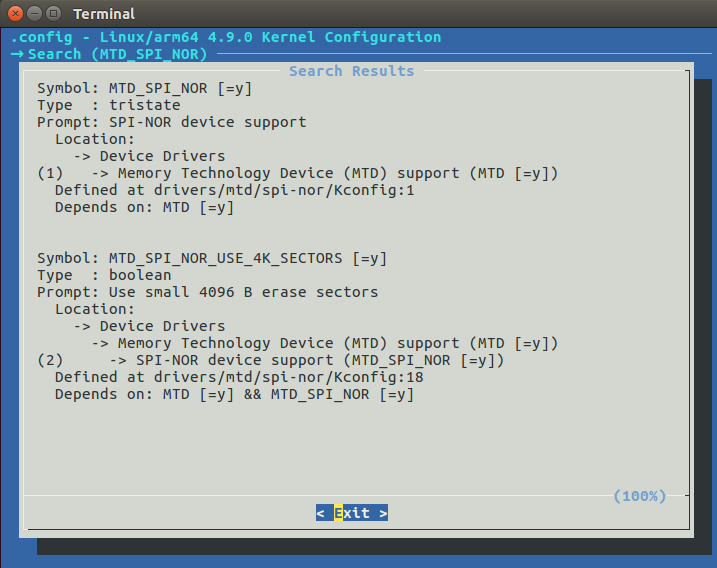 Terminal
.config - Linux/arm64 4.9.0 Kernel Configuration
→ Search (MTD_SPI_NOR)
Search Results
Symbol: MTD_SPI_NOR [=y]
Type  : tristate
Prompt: SPI-NOR device support
  Location:
    -> Device Drivers
(1)   -> Memory Technology Device (MTD) support (MTD [=y])
  Defined at drivers/mtd/spi-nor/Kconfig:1
  Depends on: MTD [=y]
Symbol: MTD_SPI_NOR_USE_4K_SECTORS [=y]
Type  : boolean
Prompt: Use small 4096 B erase sectors
  Location:
    -> Device Drivers
      -> Memory Technology Device (MTD) support (MTD [=y])
(2)     -> SPI-NOR device support (MTD_SPI_NOR [=y])
  Defined at drivers/mtd/spi-nor/Kconfig:18
  Depends on: MTD [=y] && MTD_SPI_NOR [=y]
(100%)
< Exit >